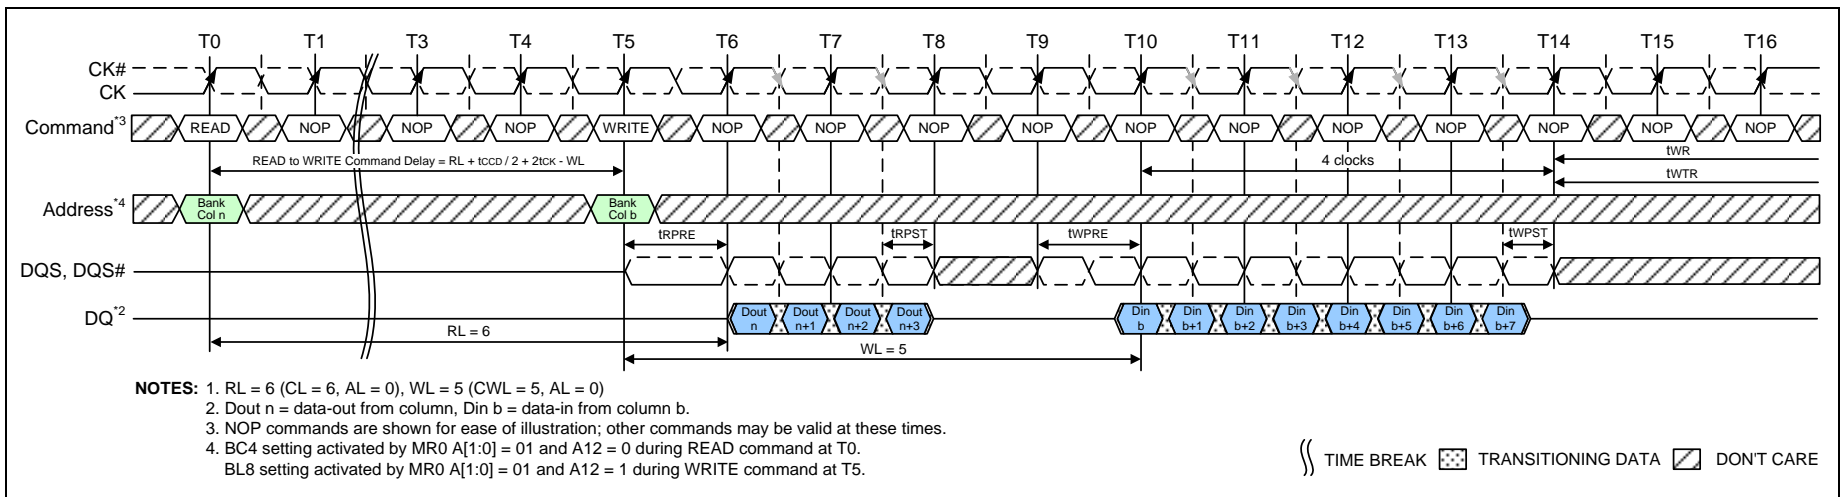 T0 T1 T3 T4 T5 T6 T7 T8 T9 T10 T11 T12 T13 T14 T15 T16
CK#
CK
Command*3 READ NOP NOP NOP WRITE NOP NOP NOP NOP NOP NOP NOP NOP NOP NOP NOP
READ to WRITE Command Delay = RL + tCCD / 2 + 2tCK - WL
4 clocks
tWR
tWTR
Address*4
Bank Bank
Col n Col b
tRPRE tRPST tWPRE tWPST
DQS, DQS#
DQ*2
Dout Dout Dout Dout Din Din Din Din Din Din Din Din
n n+1 n+2 n+3 b b+1 b+2 b+3 b+4 b+5 b+6 b+7
RL = 6
WL = 5
NOTES: 1. RL = 6 (CL = 6, AL = 0), WL = 5 (CWL = 5, AL = 0)
2. Dout n = data-out from column, Din b = data-in from column b.
3. NOP commands are shown for ease of illustration; other commands may be valid at these times.
4. BC4 setting activated by MR0 A[1:0] = 01 and A12 = 0 during READ command at T0.
BL8 setting activated by MR0 A[1:0] = 01 and A12 = 1 during WRITE command at T5.
TIME BREAK TRANSITIONING DATA DON'T CARE